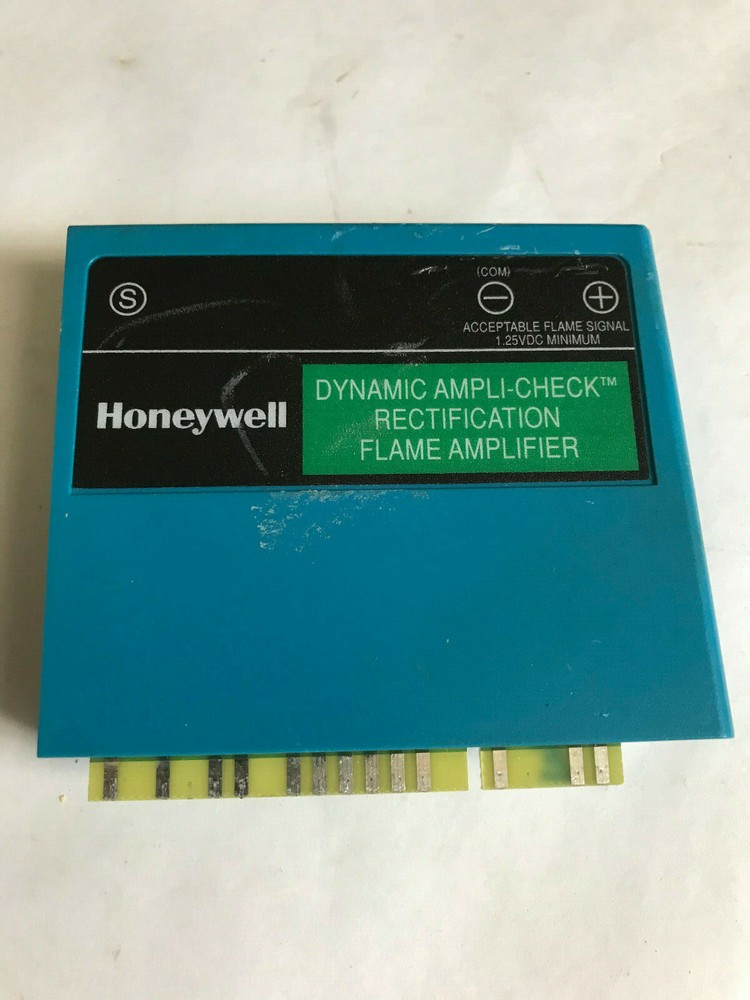 (COM)
S − +
ACCEPTABLE FLAME SIGNAL
1.25VDC MINIMUM
Honeywell
DYNAMIC AMPLI-CHECK™
RECTIFICATION
FLAME AMPLIFIER